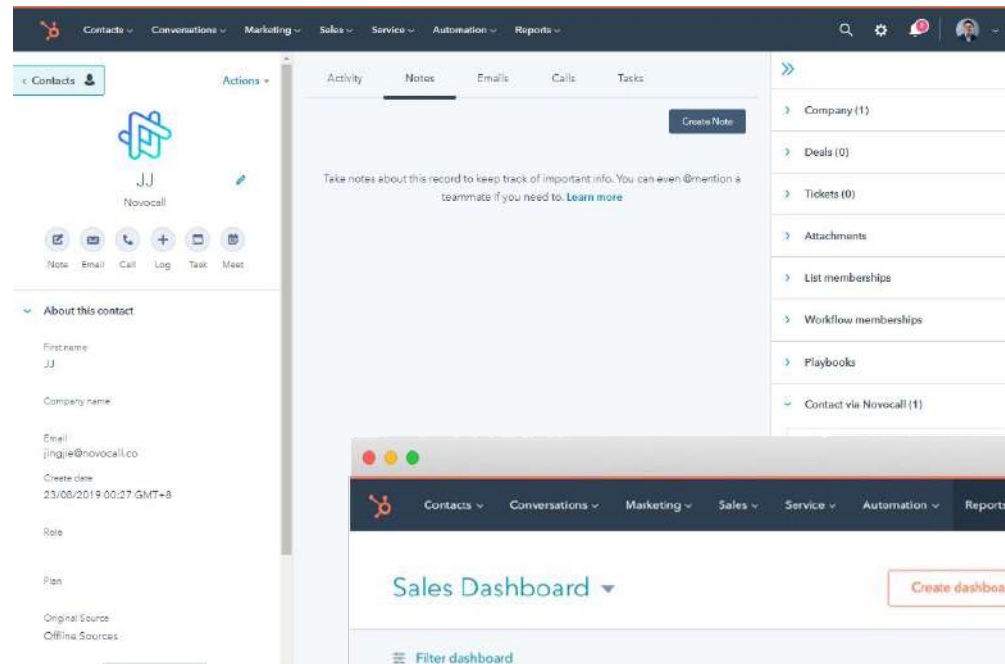 Contacts Conversations Marketing Sales Service Automation Reports
Contacts
Actions
JJ
Novocall
Note Email Call Log Task Meet
About this contact
First name
JJ
Company name
Email
jingjie@novocall.co
Create date
23/08/2019 00:27 GMT+8
Role
Plan
Original Source
Offline Sources
Activity Notes Emails Calls Tasks
Create Note
Take notes about this record to keep track of important info. You can even @mention a
teammate if you need to. Learn more
Company (1)
Deals (0)
Tickets (0)
Attachments
List memberships
Workflow memberships
Playbooks
Contact via Novocall (1)
Contacts Conversations Marketing Sales Service Automation Reports
Sales Dashboard
Create dashboa
Filter dashboard